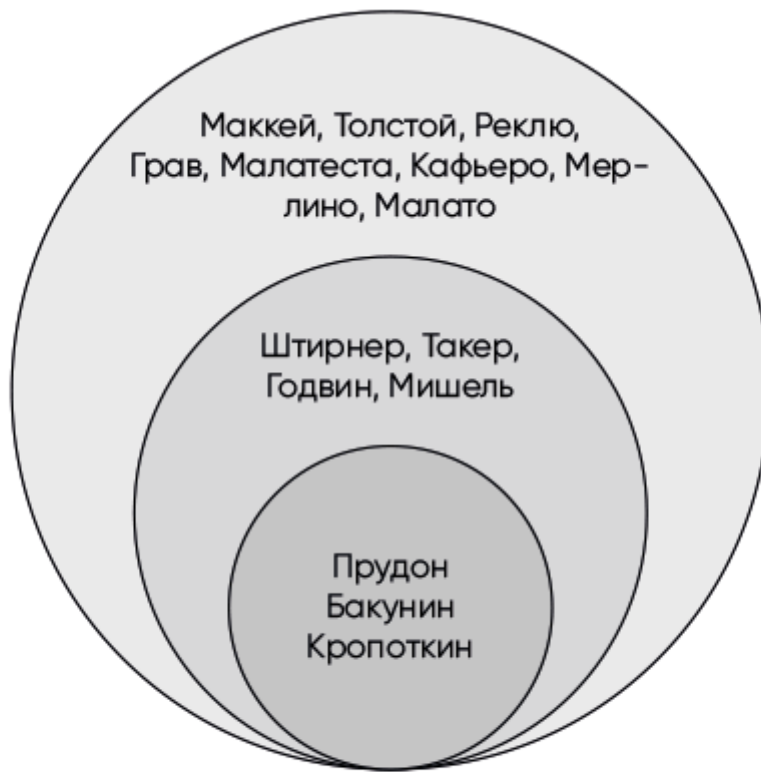 Маккей, Толстой, Реклю,
Грав, Малатеста, Кафьеро, Мер-
лино, Малато
Штирнер, Такер,
Годвин, Мишель
Прудон
Бакунин
Кропоткин